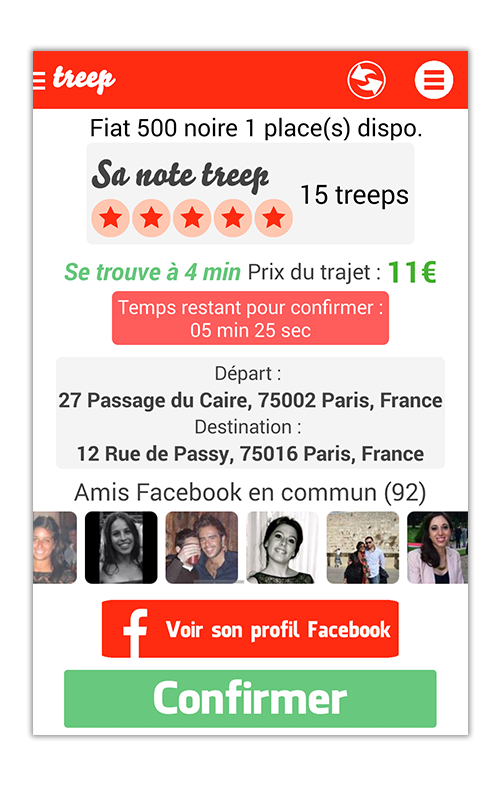 treep
Fiat 500 noire 1 place(s) dispo.
Sa note treep
15 treeps
Se trouve à 4 min Prix du trajet : 11€
Temps restant pour confirmer :
05 min 25 sec
Départ :
27 Passage du Caire, 75002 Paris, France
Destination :
12 Rue de Passy, 75016 Paris, France
Amis Facebook en commun (92)
f Voir son profil Facebook
Confirmer